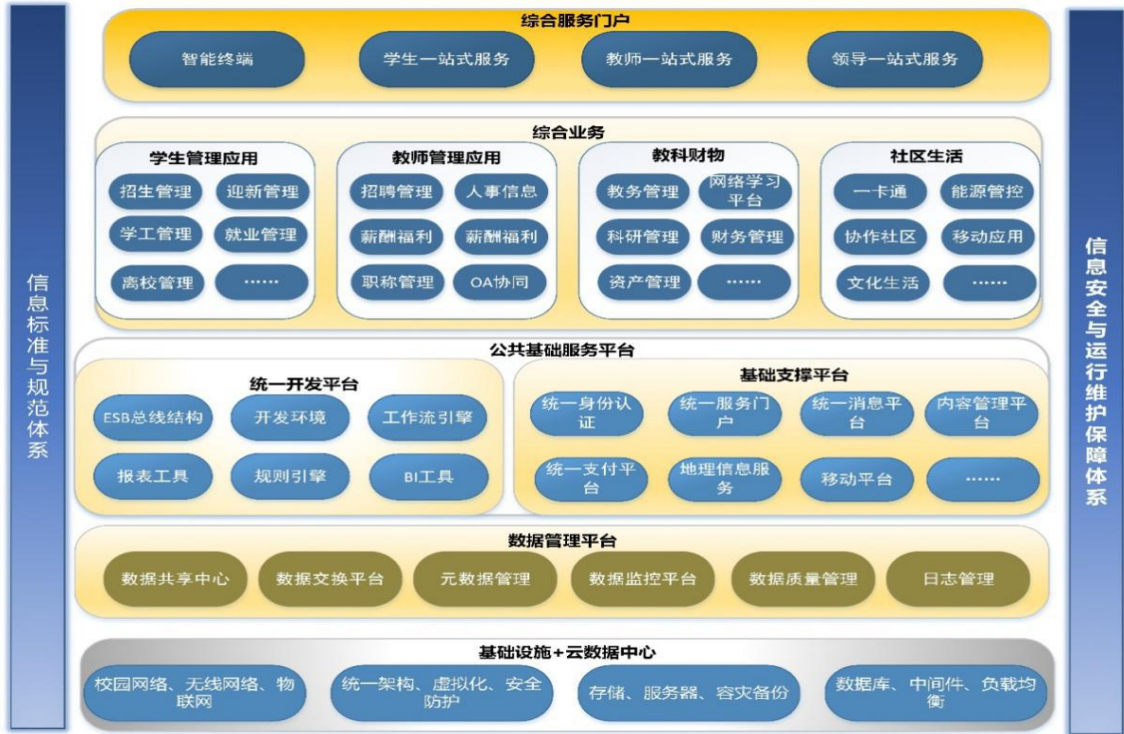 综合服务门户
智能终端
学生一站式服务
教师一站式服务
领导一站式服务
综合业务
学生管理应用
招生管理
迎新管理
学工管理
就业管理
离校管理
……
教师管理应用
招聘管理
人事信息
薪酬福利
薪酬福利
职称管理
OA协同
教科财物
教务管理
网络学习
平台
科研管理
财务管理
资产管理
……
社区生活
一卡通
能源管控
协作社区
移动应用
文化生活
……
公共基础服务平台
统一开发平台
ESB总线结构
开发环境
工作流引擎
报表工具
规则引擎
BI工具
基础支撑平台
统一身份认
证
统一服务门
户
统一消息平
台
内容管理平
台
统一支付平
台
地理信息服
务
移动平台
……
数据管理平台
数据共享中心
数据交换平台
元数据管理
数据监控平台
数据质量管理
日志管理
基础设施+云数据中心
校园网络、无线网络、物
联网
统一架构、虚拟化、安全
防护
存储、服务器、容灾备份
数据库、中间件、负载均
衡
信息标准与规范体系
信息安全与运行维护保障体系